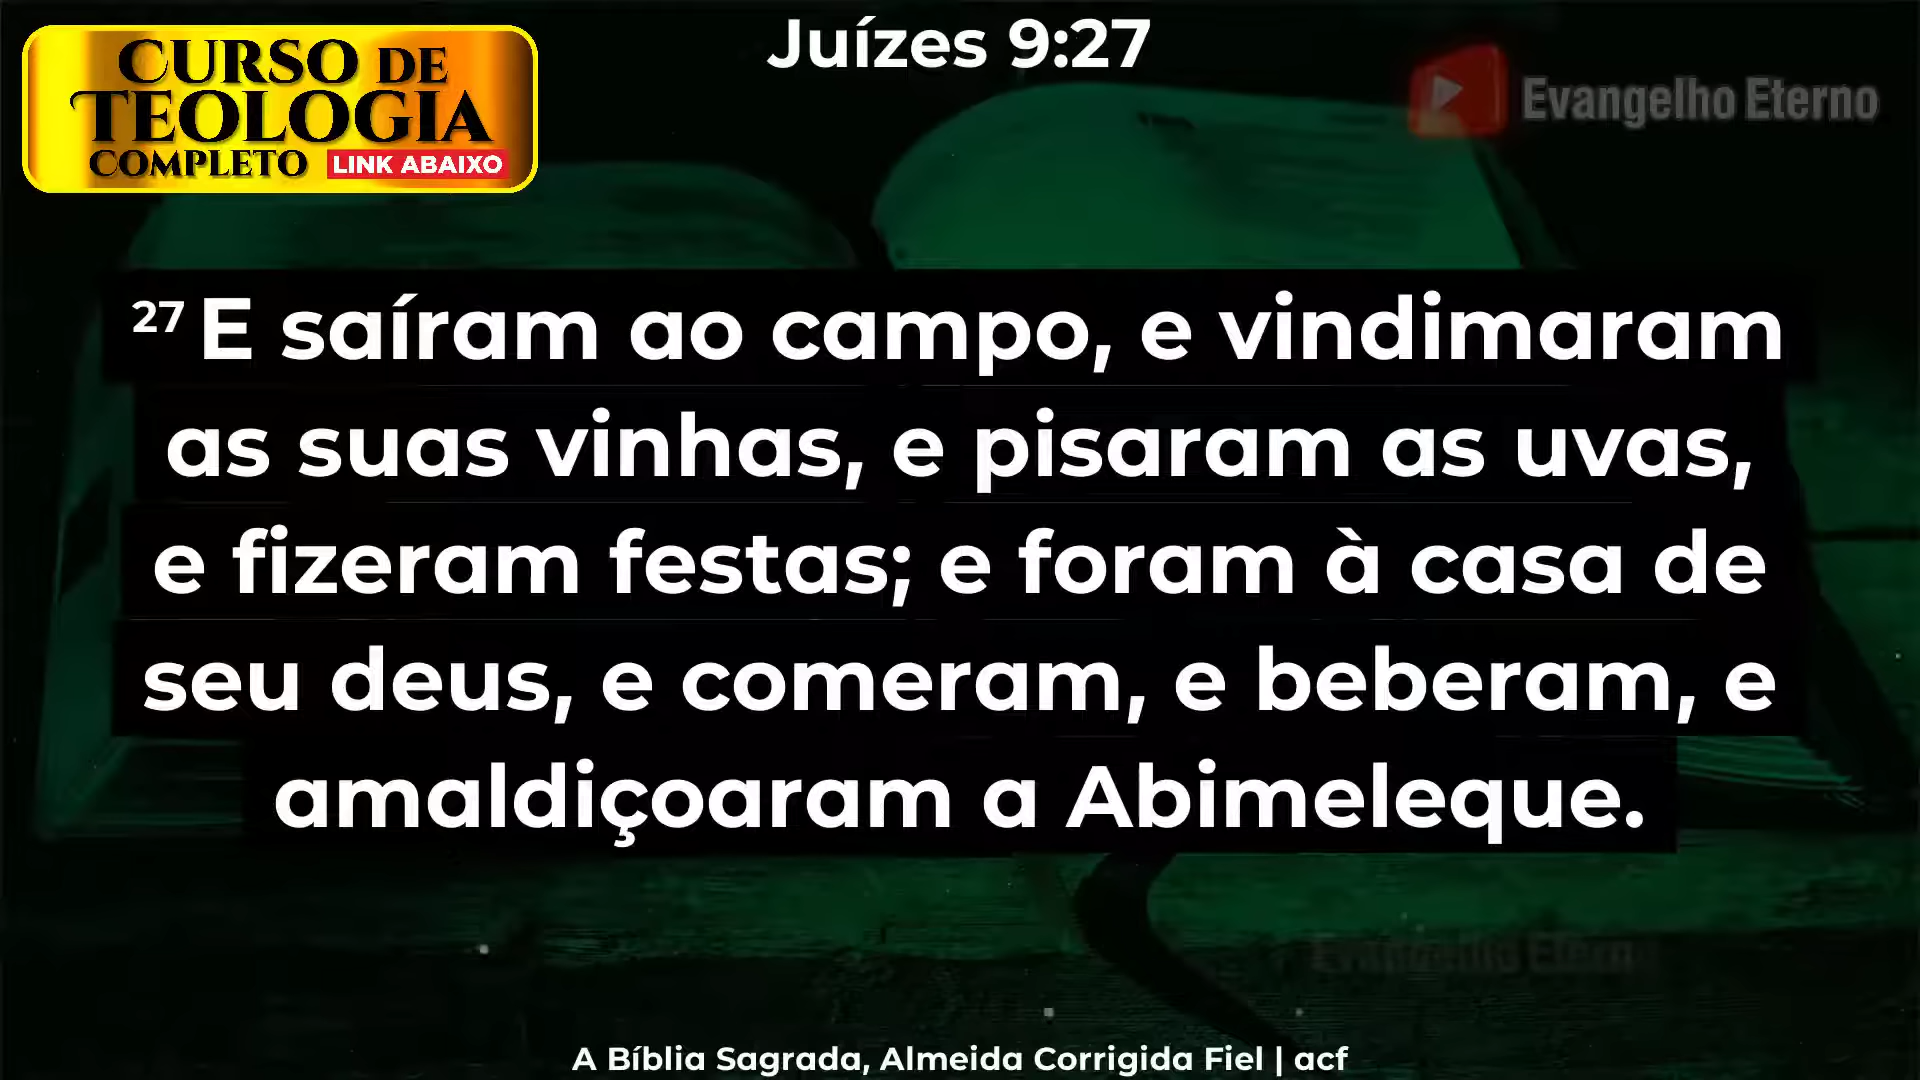 Juízes 9:27
CURSO DE
TEOLOGIA
COMPLETO LINK ABAIXO
Evangelho Eterno
27 E saíram ao campo, e vindimaram
as suas vinhas, e pisaram as uvas,
e fizeram festas; e foram à casa de
seu deus, e comeram, e beberam, e
amaldiçoaram a Abimeleque.
Evangelho Eterno
A Bíblia Sagrada, Almeida Corrigida Fiel | acf